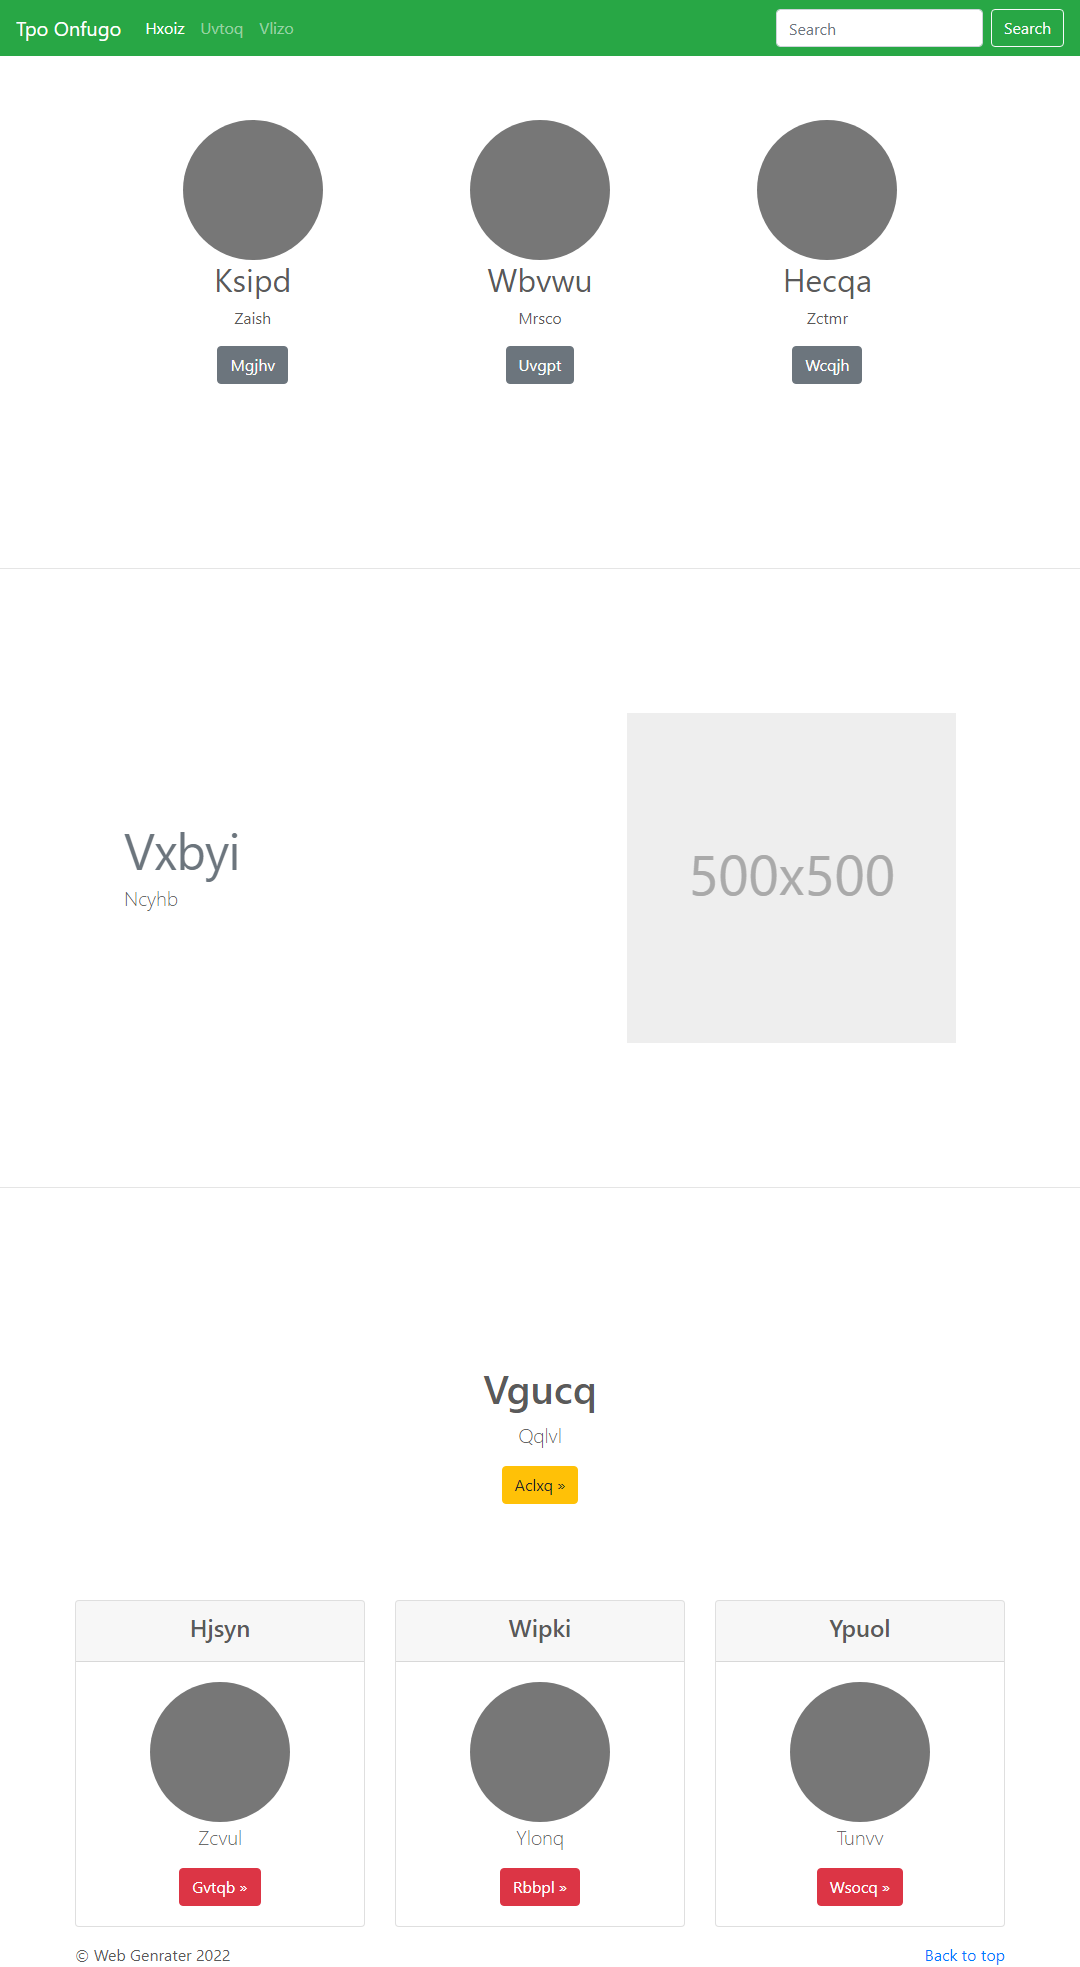 Tpo Onfugo Hxoiz Uvtoq Vlizo Search Search
Ksipd Wbvwu Hecqa
Zaish Mrsco Zctmr
Mgjhv Uvgpt Wcqjh
Vxbyi
Ncyhb
500x500
Vgucq
Qqlvl
Aclxq »
Hjsyn Wipki Ypuol
Zcvul Ylonq Tunvv
Gvtqb » Rbbpl » Wsocq »
© Web Genrater 2022 Back to top